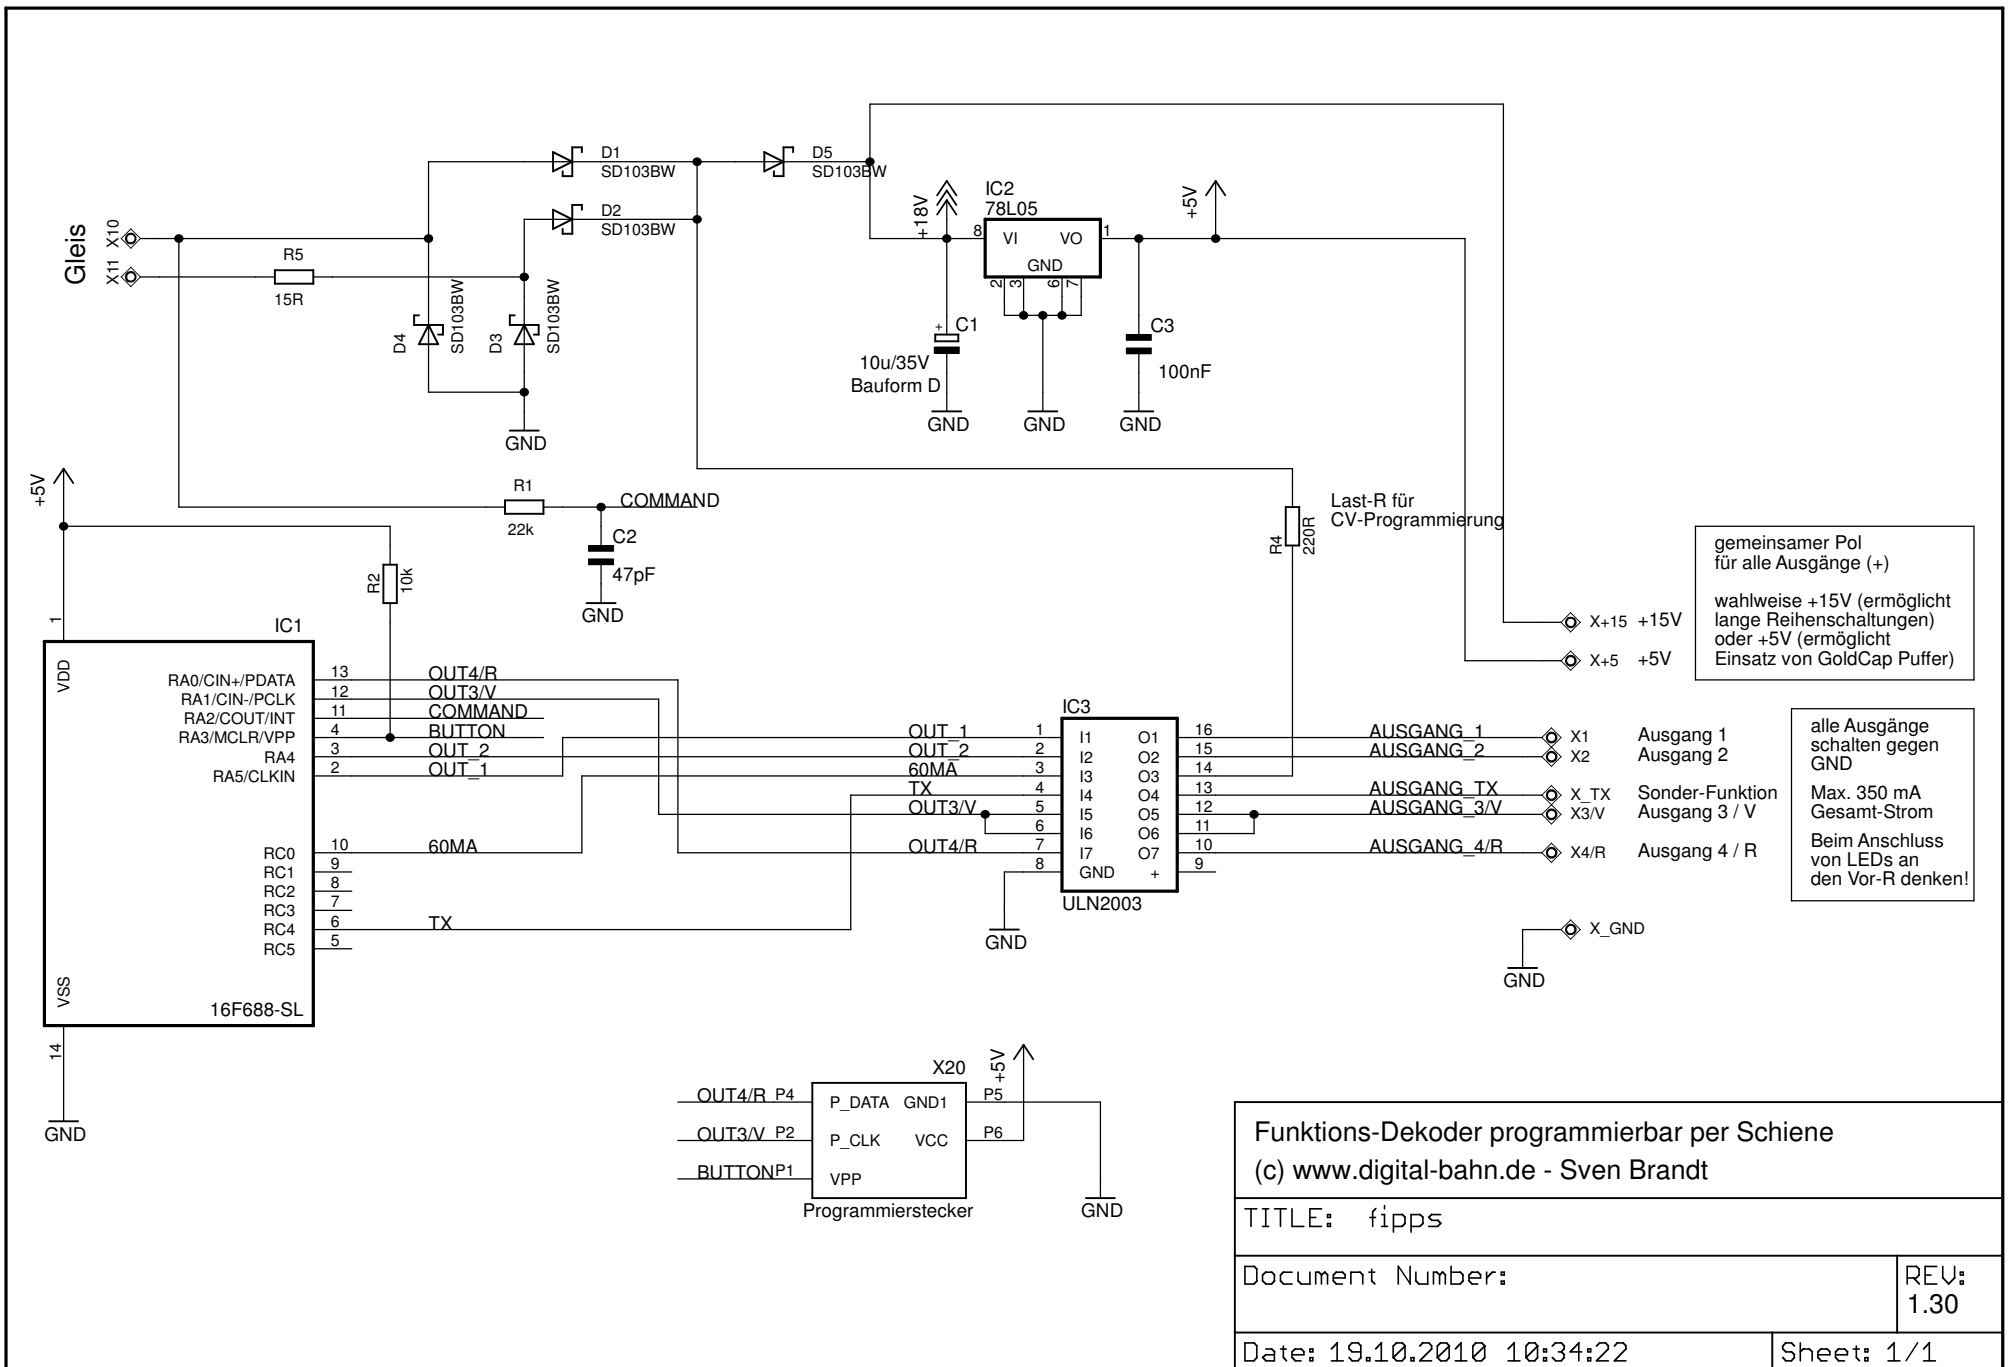 Gleis
X10
X11
R5
15R
D1
SD103BW
D2
SD103BW
D5
SD103BW
D4
SD103BW
D3
SD103BW
GND
+18V
IC2
78L05
8
VI
VO
1
GND
2
3
6
7
+5V
+
C1
10u/35V
Bauform D
GND
GND
C3
100nF
GND
+5V
R1
22k
COMMAND
C2
47pF
GND
R2
10k
R4
220R
Last-R für
CV-Programmierung
gemeinsamer Pol
für alle Ausgänge (+)
wahlweise +15V (ermöglicht
lange Reihenschaltungen)
oder +5V (ermöglicht
Einsatz von GoldCap Puffer)
X+15 +15V
X+5 +5V
1
IC1
VDD
VSS
RA0/CIN+/PDATA 13 OUT4/R
RA1/CIN-/PCLK 12 OUT3/V
RA2/COUT/INT 11 COMMAND
RA3/MCLR/VPP 4 BUTTON
RA4 3 OUT_2
RA5/CLKIN 2 OUT_1
RC0 10 60MA
RC1 9
RC2 8
RC3 7
RC4 6 TX
RC5 5
16F688-SL
14
GND
IC3
OUT_1 1 I1 O1 16 AUSGANG_1 X1 Ausgang 1
OUT_2 2 I2 O2 15 AUSGANG_2 X2 Ausgang 2
60MA 3 I3 O3 14
TX 4 I4 O4 13 AUSGANG_TX X_TX Sonder-Funktion
OUT3/V 5 I5 O5 12 AUSGANG_3/V X3/V Ausgang 3 / V
6 I6 O6 11
OUT4/R 7 I7 O7 10 AUSGANG_4/R X4/R Ausgang 4 / R
8 GND + 9
ULN2003
GND
alle Ausgänge
schalten gegen
GND
Max. 350 mA
Gesamt-Strom
Beim Anschluss
von LEDs an
den Vor-R denken!
X_GND
GND
X20
+5V
OUT4/R P4 P_DATA GND1 P5
OUT3/V P2 P_CLK VCC P6
BUTTON P1 VPP
Programmierstecker
GND
Funktions-Dekoder programmierbar per Schiene
(c) www.digital-bahn.de - Sven Brandt
TITLE: fipps
Document Number:
REV:
1.30
Date: 19.10.2010 10:34:22
Sheet: 1/1